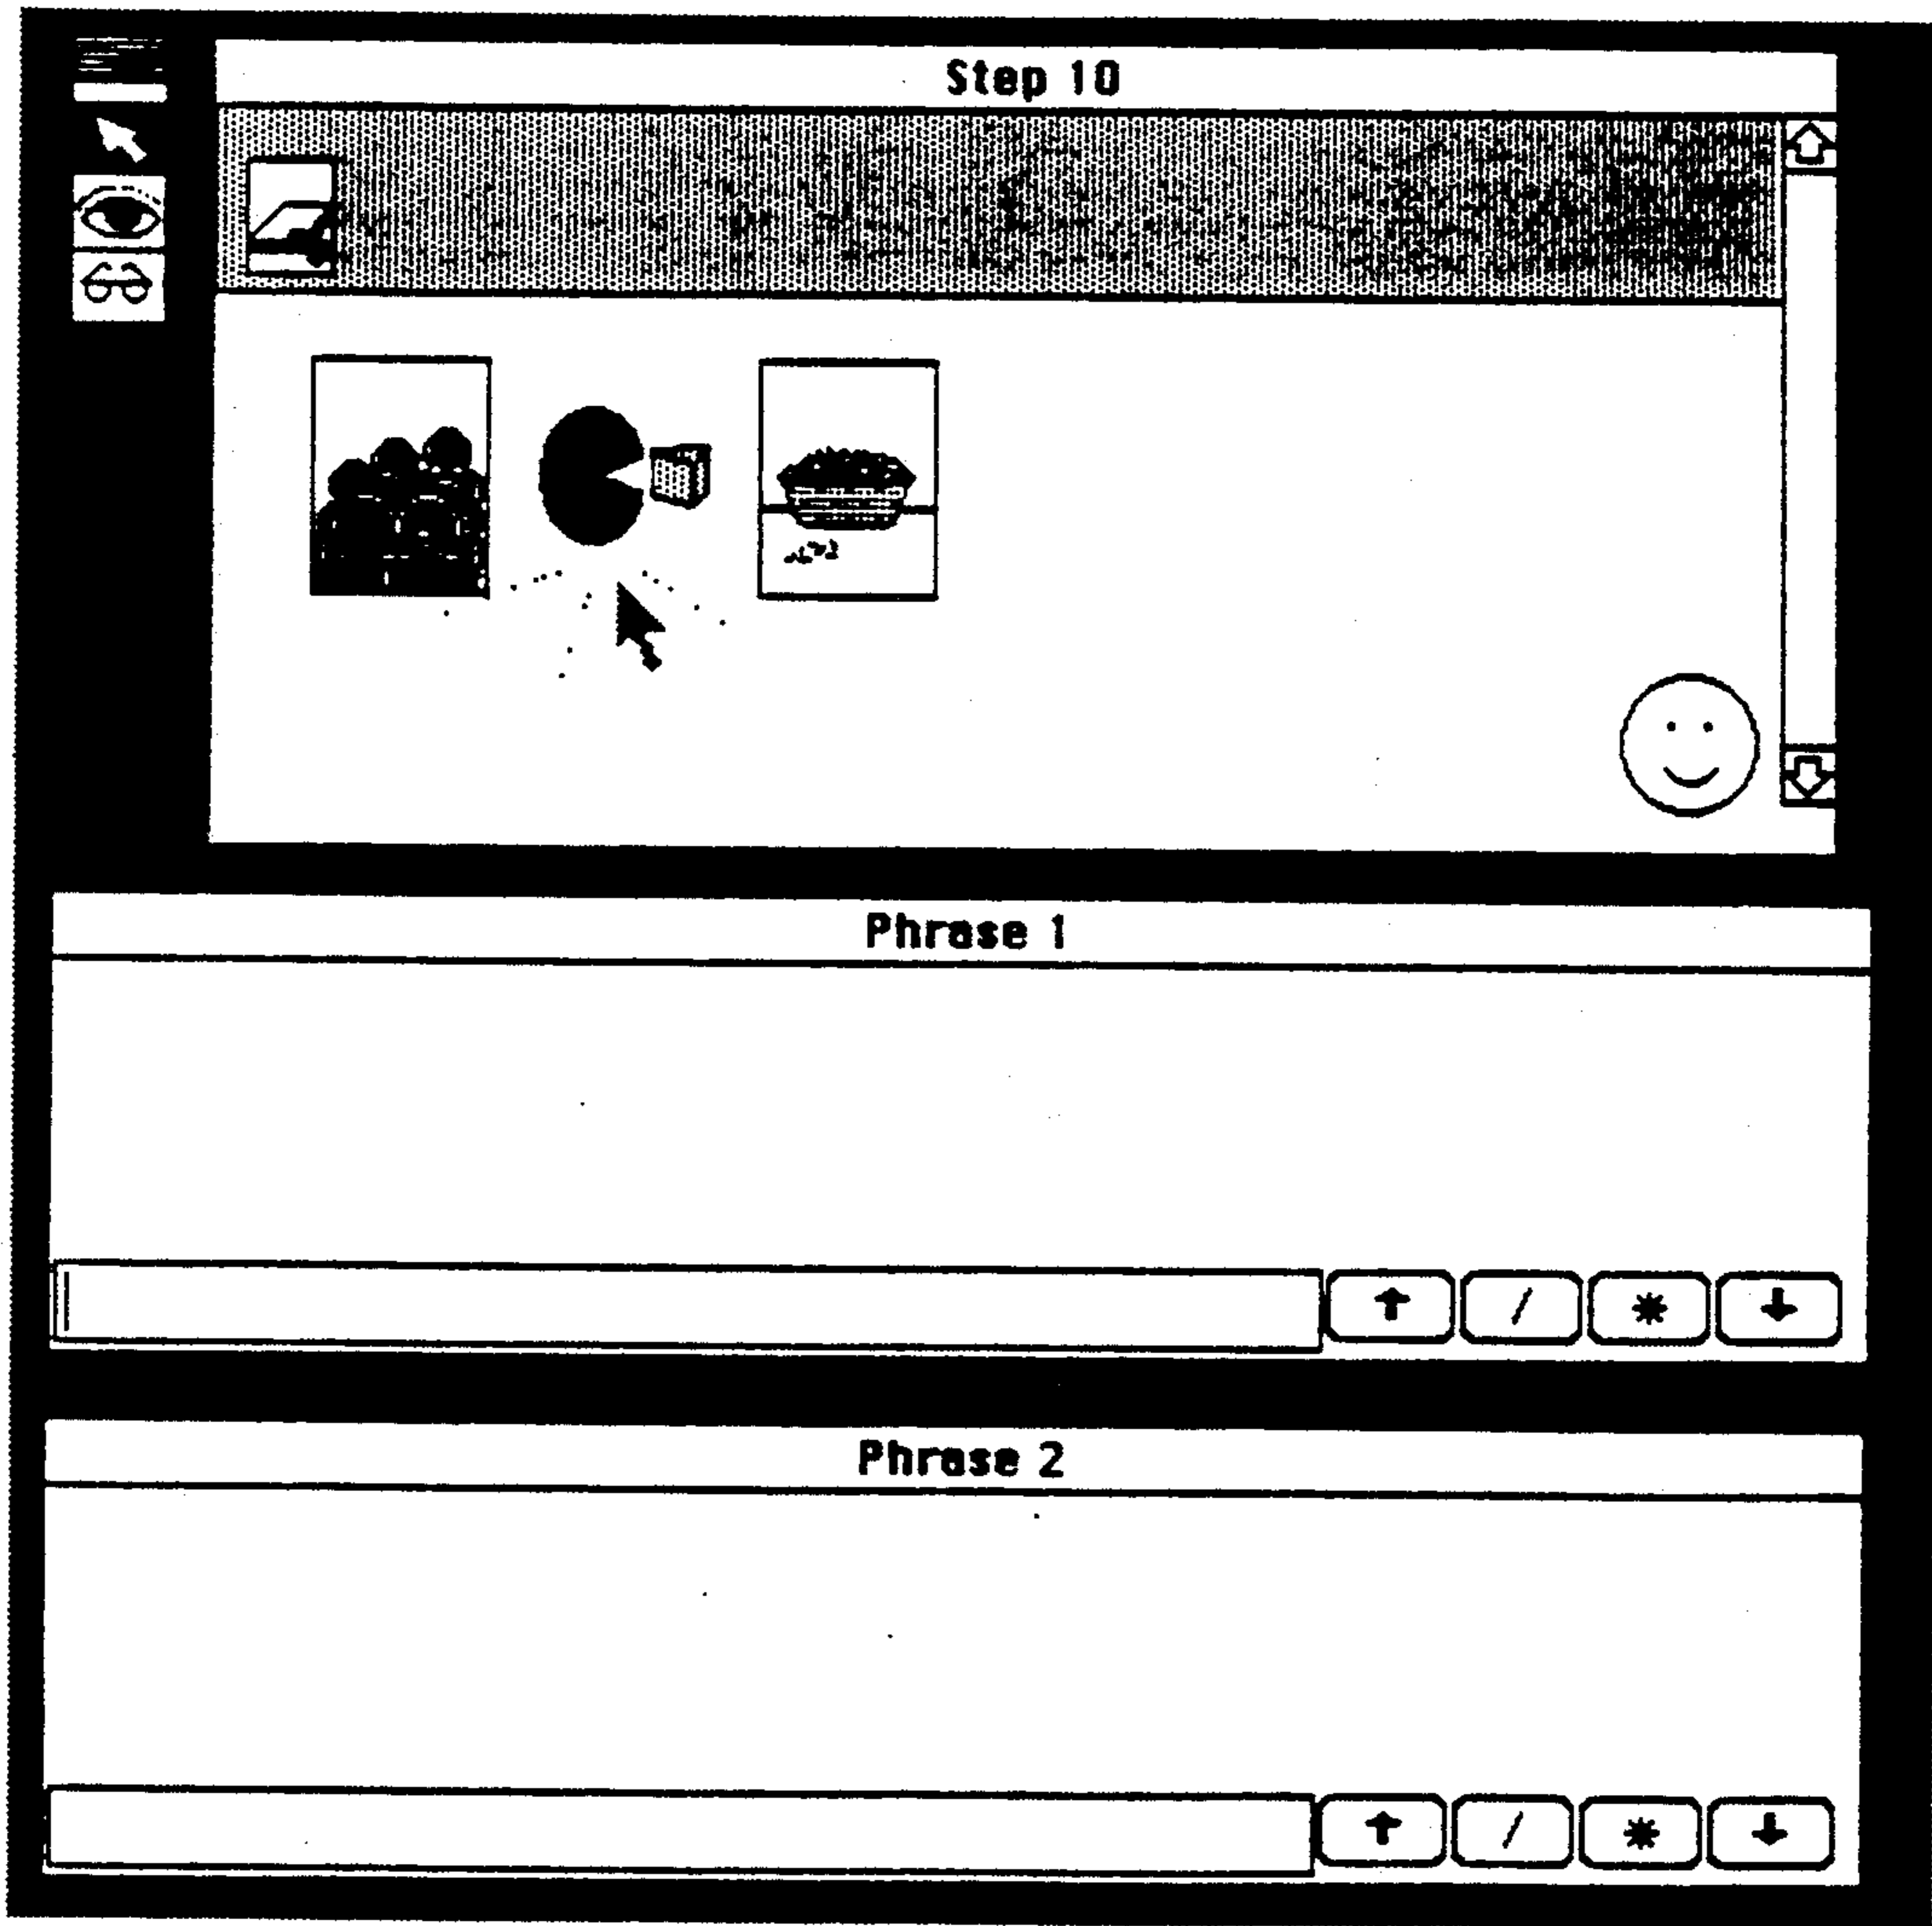 Step 10
Phrase 1
↑ / * ↓
Phrase 2
↑ / * ↓